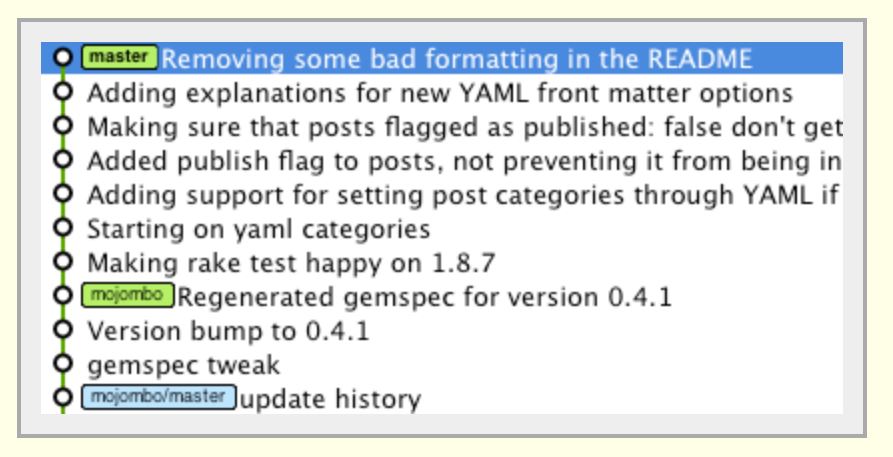 master Removing some bad formatting in the README
Adding explanations for new YAML front matter options
Making sure that posts flagged as published: false don't get
Added publish flag to posts, not preventing it from being in
Adding support for setting post categories through YAML if
Starting on yaml categories
Making rake test happy on 1.8.7
mojombo Regenerated gemspec for version 0.4.1
Version bump to 0.4.1
gemspec tweak
mojombo/master update history